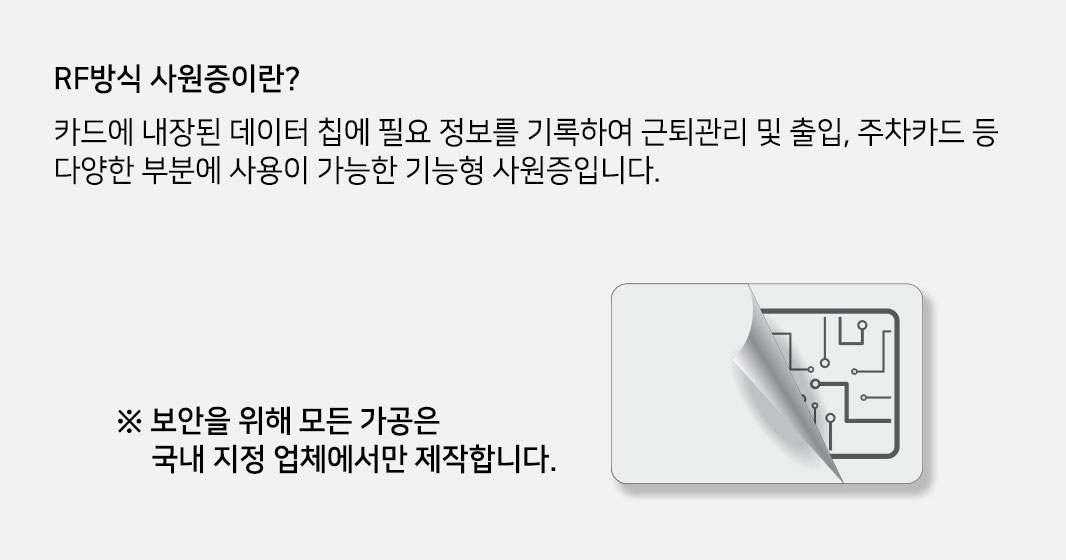 RF방식 사원증이란?
카드에 내장된 데이터 칩에 필요 정보를 기록하여 근퇴관리 및 출입, 주차카드 등
다양한 부분에 사용이 가능한 기능형 사원증입니다.
※ 보안을 위해 모든 가공은
국내 지정 업체에서만 제작합니다.